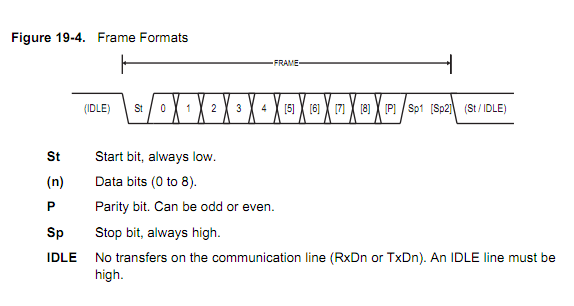 Figure 19-4. Frame Formats
FRAME
(IDLE) St 0 1 2 3 4 [5] [6] [7] [8] [P] Sp1 [Sp2] (St / IDLE)
St Start bit, always low.
(n) Data bits (0 to 8).
P Parity bit. Can be odd or even.
Sp Stop bit, always high.
IDLE No transfers on the communication line (RxDn or TxDn). An IDLE line must be
high.